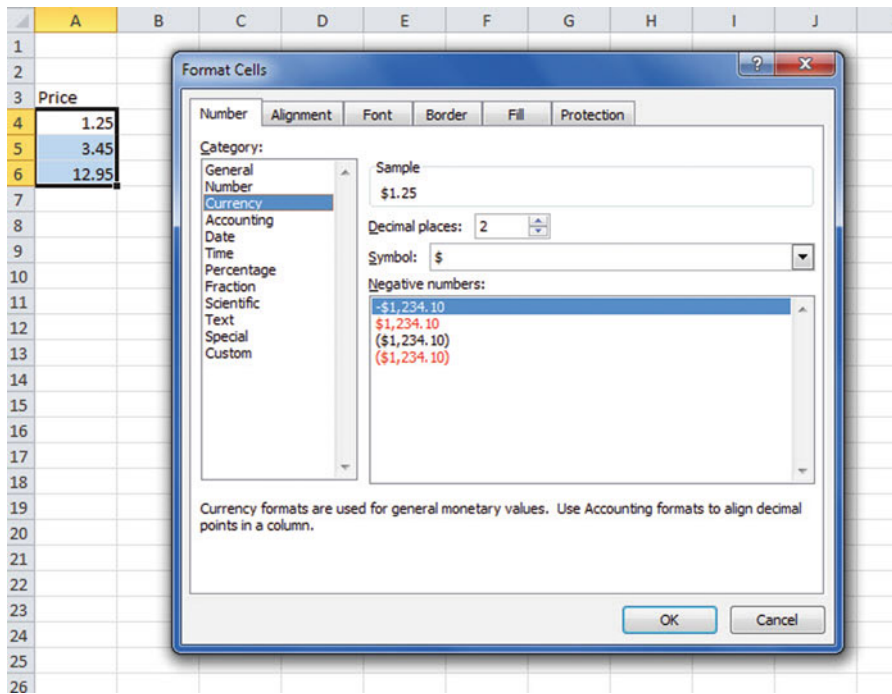 A B C D E F G H I J
1
2
3 Price
4 1.25
5 3.45
6 12.95
7
8
9
10
11
12
13
14
15
16
17
18
19
20
21
22
23
24
25
26
Format Cells
?
Number Alignment Font Border Fill Protection
Category:
General
Number
Currency
Accounting
Date
Time
Percentage
Fraction
Scientific
Text
Special
Custom
Sample
$1.25
Decimal places: 2
Symbol: $
Negative numbers:
-$1,234.10
$1,234.10
($1,234.10)
($1,234.10)
Currency formats are used for general monetary values. Use Accounting formats to align decimal
points in a column.
OK Cancel